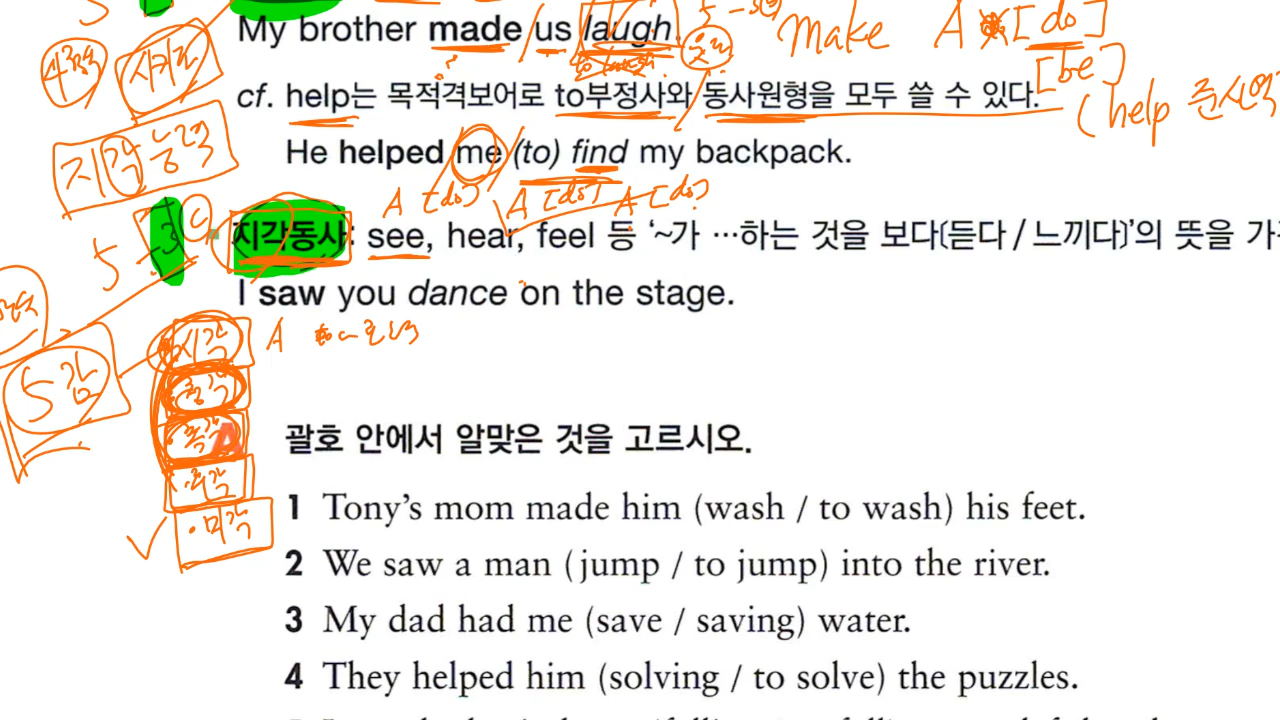 My brother made us laugh.
Make A [do]
[be]
사커즈
cf. help는 목적격보어로 to부정사와 동사원형을 모두 쓸 수 있다.
(help 준사역
지각능력
He helped me (to) find my backpack.
A [do] A [do] A [do]
5 -3
지각동사: see, hear, feel 등 ‘~가 …하는 것을 보다(듣다 / 느끼다)’의 뜻을
I saw you dance on the stage.
시각 A
5감
청각
촉각
괄호 안에서 알맞은 것을 고르시오.
후각
미각
1 Tony’s mom made him (wash / to wash) his feet.
2 We saw a man (jump / to jump) into the river.
3 My dad had me (save / saving) water.
4 They helped him (solving / to solve) the puzzles.